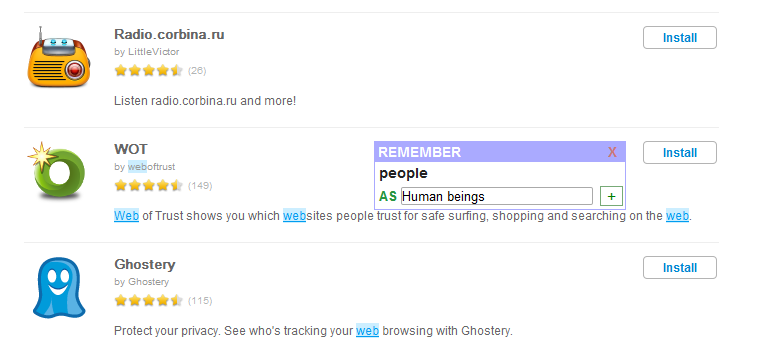 Radio.corbina.ru
Install
by LittleVictor
(26)
Listen radio.corbina.ru and more!
WOT
Install
by weboftrust
(149)
REMEMBER X
people
AS Human beings +
Web of Trust shows you which websites people trust for safe surfing, shopping and searching on the web.
Ghostery
Install
by Ghostery
(115)
Protect your privacy. See who's tracking your web browsing with Ghostery.